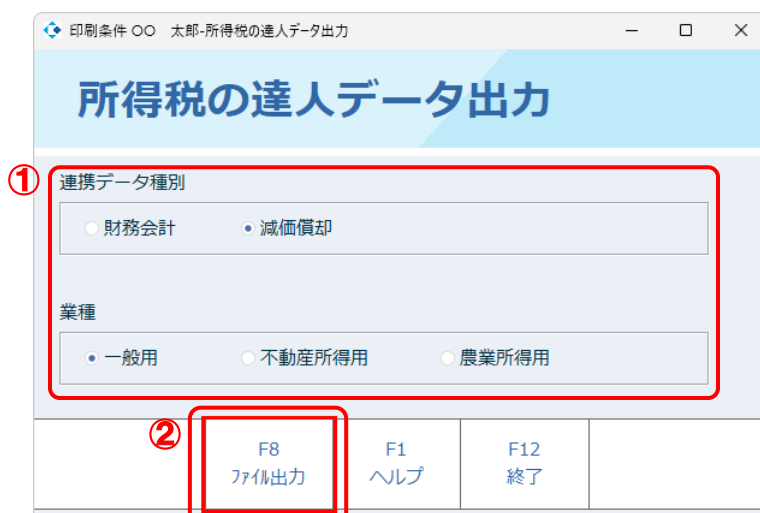 印刷条件 〇〇　太郎-所得税の達人データ出力
所得税の達人データ出力
①
連携データ種別
財務会計 減価償却
業種
一般用 不動産所得用 農業所得用
②
F8 F1 F12
ファイル出力 ヘルプ 終了